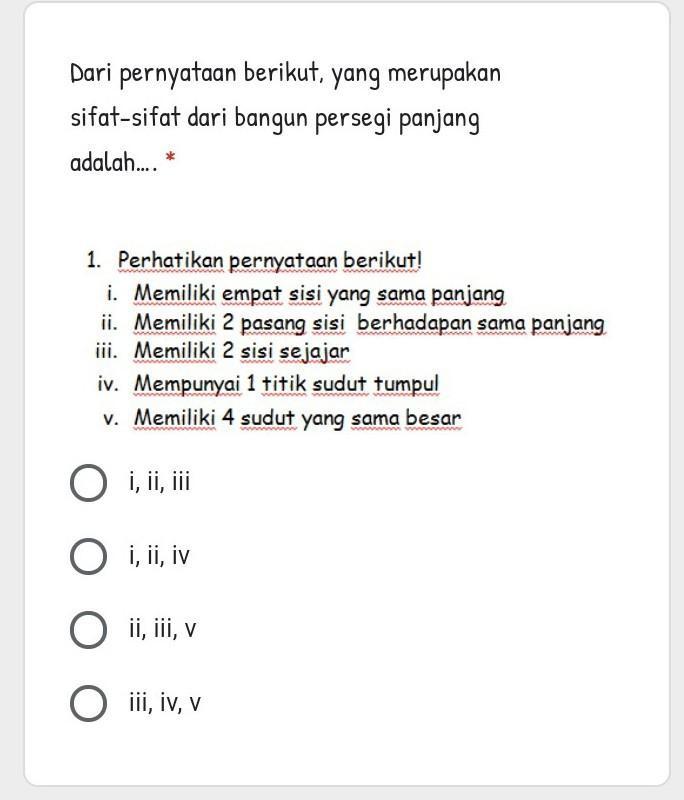 Dari pernyataan berikut, yang merupakan
sifat-sifat dari bangun persegi panjang
adalah.... *
1. Perhatikan pernyataan berikut!
i. Memiliki empat sisi yang sama panjang
ii. Memiliki 2 pasang sisi berhadapan sama panjang
iii. Memiliki 2 sisi sejajar
iv. Mempunyai 1 titik sudut tumpul
v. Memiliki 4 sudut yang sama besar
i, ii, iii
i, ii, iv
ii, iii, v
iii, iv, v